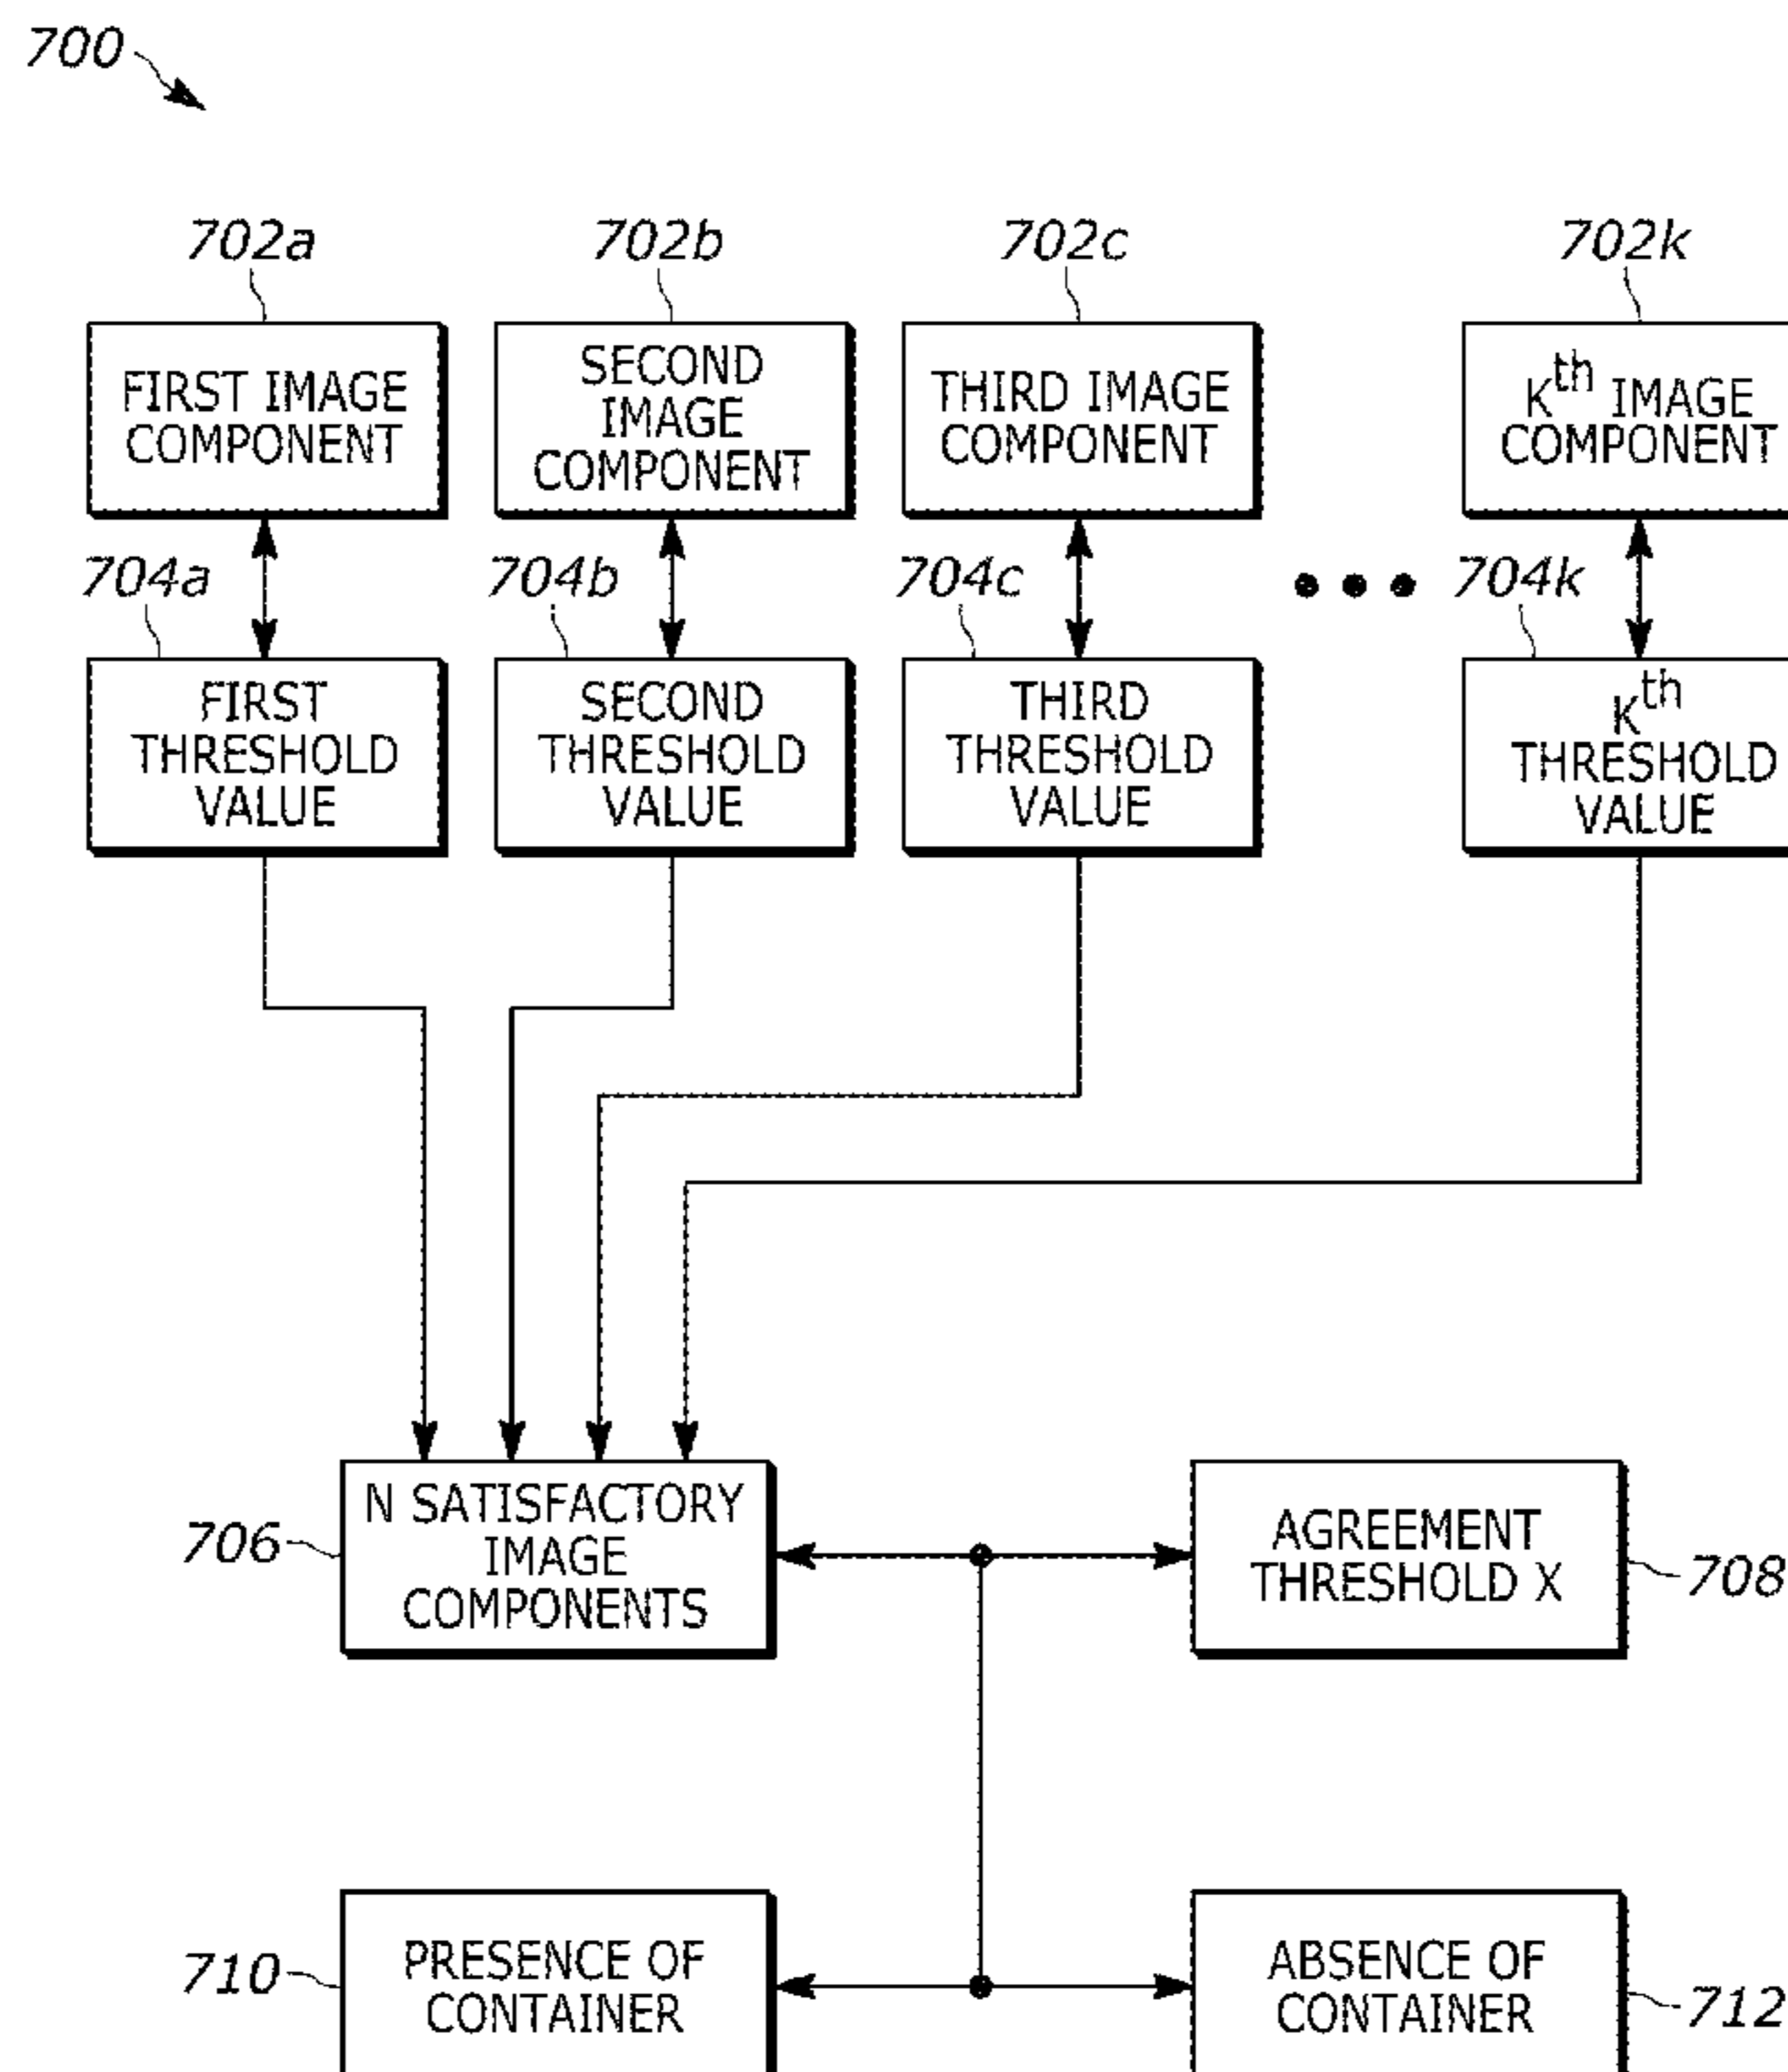 700
702a
702b
702c
702k
FIRST IMAGE
COMPONENT
SECOND
IMAGE
COMPONENT
THIRD IMAGE
COMPONENT
Kth IMAGE
COMPONENT
704a
704b
704c
704k
FIRST
THRESHOLD
VALUE
SECOND
THRESHOLD
VALUE
THIRD
THRESHOLD
VALUE
Kth
THRESHOLD
VALUE
706
N SATISFACTORY
IMAGE
COMPONENTS
AGREEMENT
THRESHOLD X
708
710
PRESENCE OF
CONTAINER
ABSENCE OF
CONTAINER
712